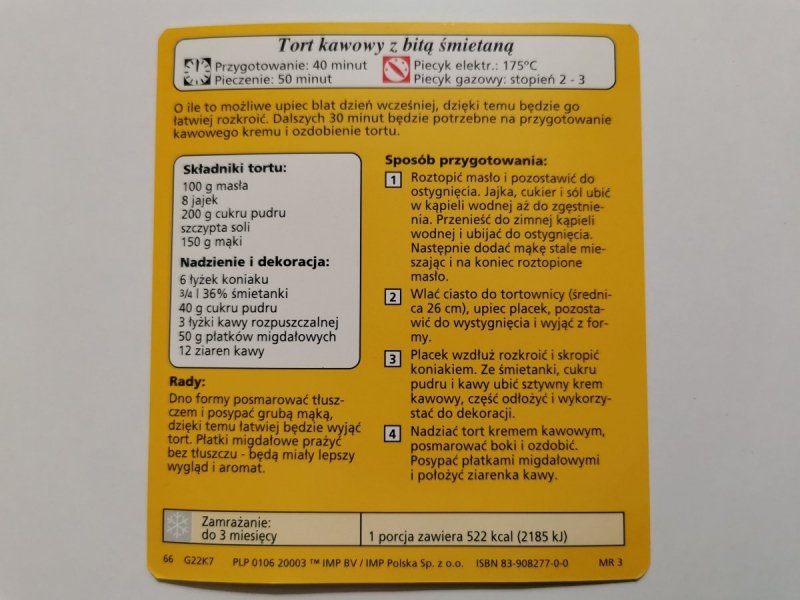 Tort kawowy z bitą śmietaną
Przygotowanie: 40 minut
Pieczenie: 50 minut
Piecyk elektr.: 175°C
Piecyk gazowy: stopień 2 - 3
O ile to możliwe upiec blat dzień wcześniej, dzięki temu będzie go
łatwiej rozkroić. Dalszych 30 minut będzie potrzebne na przygotowanie
kawowego kremu i ozdobienie tortu.
Składniki tortu:
100 g masła
8 jajek
200 g cukru pudru
szczypta soli
150 g mąki
Nadzienie i dekoracja:
6 łyżek koniaku
3/4 l 36% śmietanki
40 g cukru pudru
3 łyżki kawy rozpuszczalnej
50 g płatków migdałowych
12 ziaren kawy
Rady:
Dno formy posmarować tłusz-
czem i posypać grubą mąką,
dzięki temu łatwiej będzie wyjąć
tort. Płatki migdałowe prażyć
bez tłuszczu - będą miały lepszy
wygląd i aromat.
Sposób przygotowania:
1 Roztopić masło i pozostawić do
ostygnięcia. Jajka, cukier i sól ubić
w kąpieli wodnej aż do zgęstnie-
nia. Przenieść do zimnej kąpieli
wodnej i ubijać do ostygnięcia.
Następnie dodać mąkę stale mie-
szając i na koniec roztopione
masło.
2 Wlać ciasto do tortownicy (średni-
ca 26 cm), upiec placek, pozosta-
wić do wystygnięcia i wyjąć z for-
my.
3 Placek wzdłuż rozkroić i skropić
koniakiem. Ze śmietanki, cukru
pudru i kawy ubić sztywny krem
kawowy, część odłożyć i wykorzy-
stać do dekoracji.
4 Nadziać tort kremem kawowym,
posmarować boki i ozdobić.
Posypać płatkami migdałowymi
i położyć ziarenka kawy.
Zamrażanie:
do 3 miesięcy
1 porcja zawiera 522 kcal (2185 kJ)
66 G22K7 PLP 0106 20003 ™ IMP BV / IMP Polska Sp. z o.o. ISBN 83-908277-0-0 MR 3